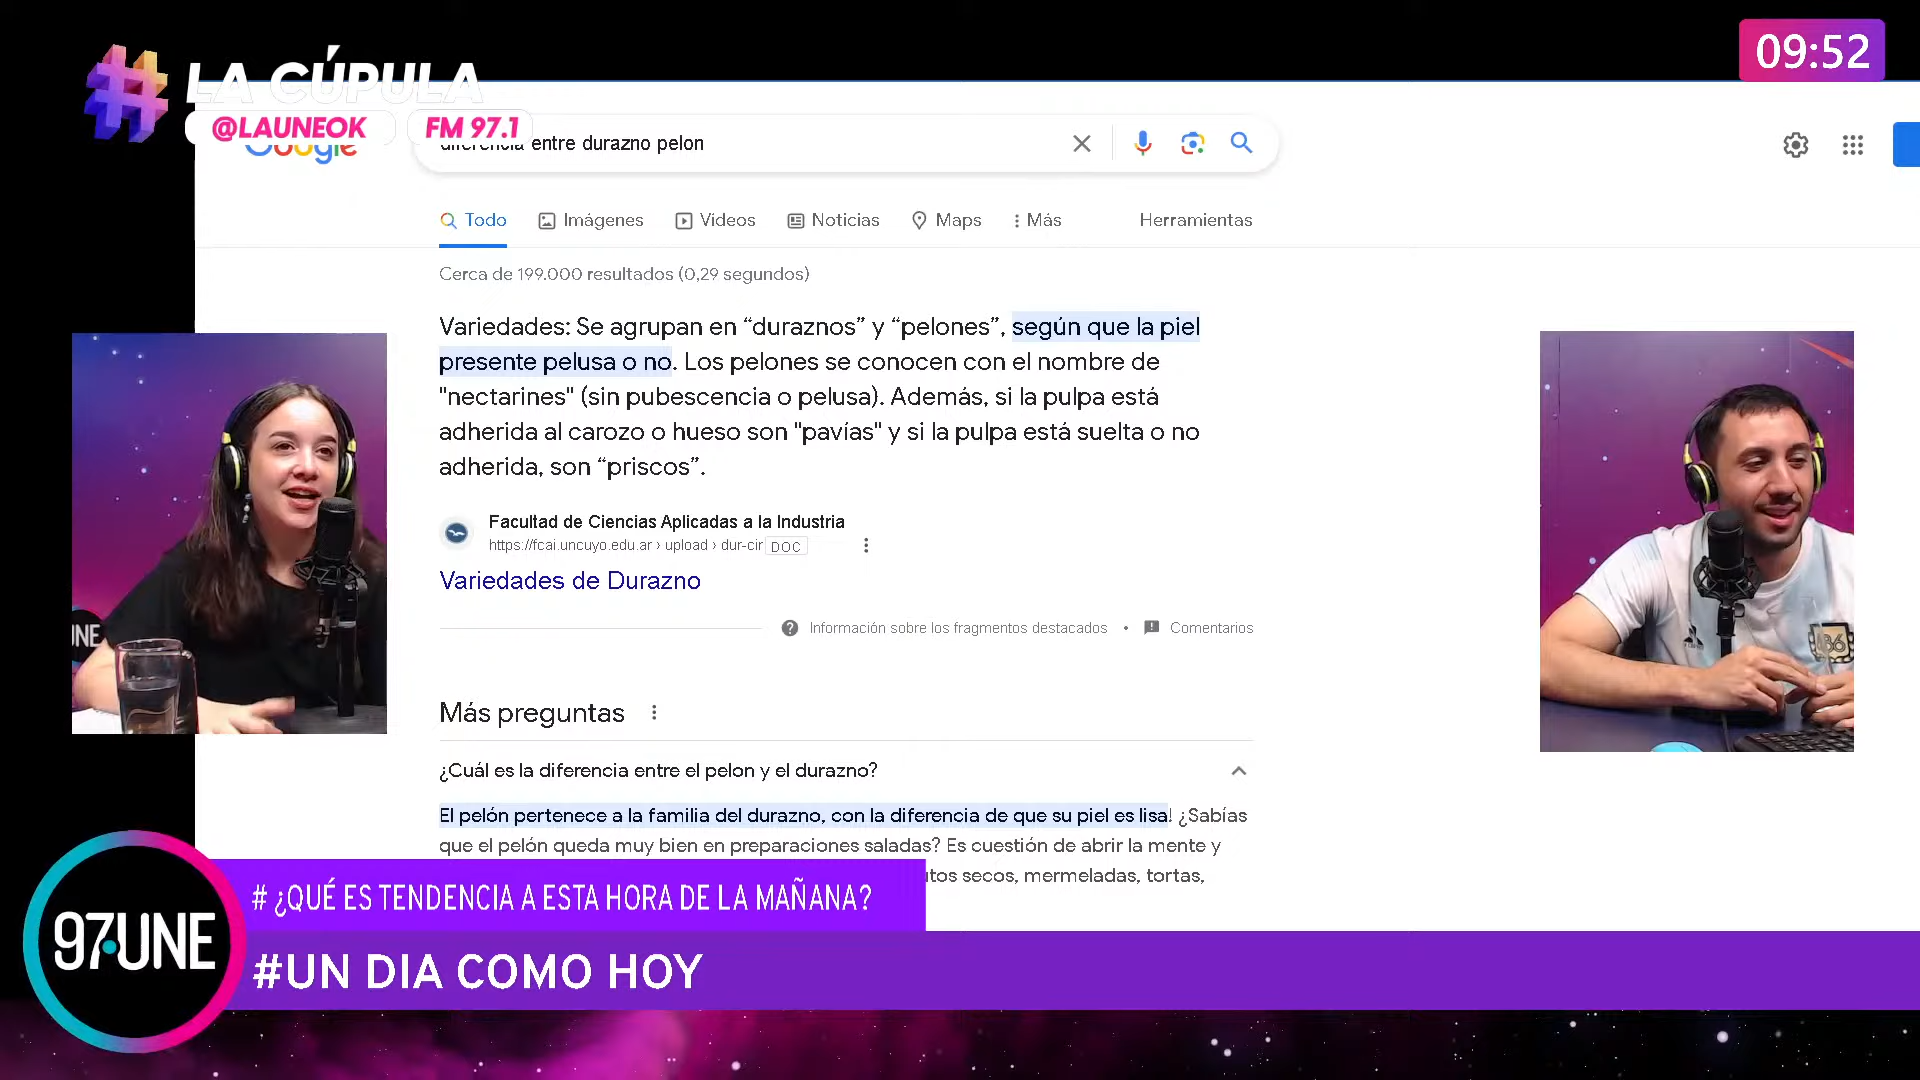 LA CÚPULA
@LAUNEOK
FM 97.1
09:52
Google
diferencia entre durazno pelon
Todo
Imágenes
Videos
Noticias
Maps
Más
Herramientas
Cerca de 199.000 resultados (0,29 segundos)
Variedades: Se agrupan en “duraznos” y “pelones”, según que la piel
presente pelusa o no. Los pelones se conocen con el nombre de
"nectarines" (sin pubescencia o pelusa). Además, si la pulpa está
adherida al carozo o hueso son "pavías" y si la pulpa está suelta o no
adherida, son “priscos”.
Facultad de Ciencias Aplicadas a la Industria
https://fcai.uncuyo.edu.ar › upload › dur-cir DOC
Variedades de Durazno
Información sobre los fragmentos destacados • Comentarios
Más preguntas
¿Cuál es la diferencia entre el pelon y el durazno?
El pelón pertenece a la familia del durazno, con la diferencia de que su piel es lisa! ¿Sabías
que el pelón queda muy bien en preparaciones saladas? Es cuestión de abrir la mente y
secos, mermeladas, tortas,
# ¿QUÉ ES TENDENCIA A ESTA HORA DE LA MAÑANA?
97.UNE
#UN DIA COMO HOY